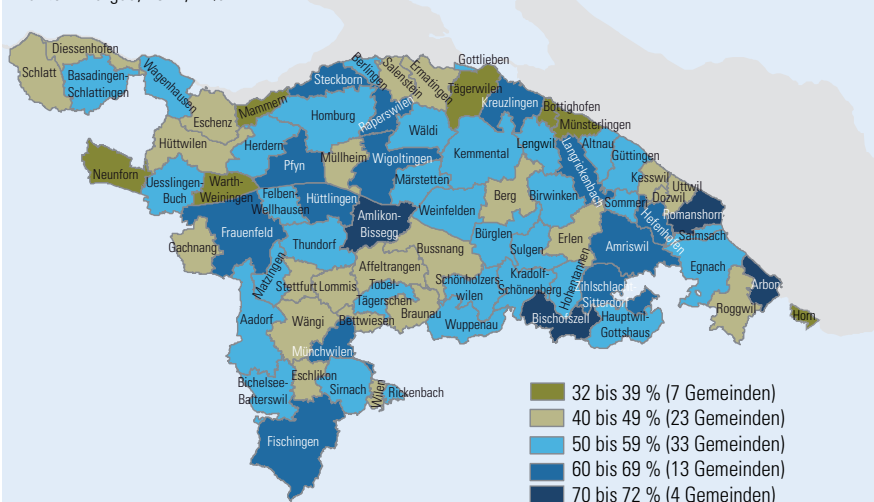 Diessenhofen
Schlatt
Basadingen-
Schlattingen
Wagenhausen
Eschenz
Mammern
Steckborn
Berlingen
Salenstein
Ermatingen
Gottlieben
Tägerwilen
Kreuzlingen
Bottighofen
Münsterlingen
Homburg
Raperswilen
Wäldi
Hüttwilen
Herdern
Pfyn
Müllheim
Wigoltingen
Kemmental
Lengwil
Langrickenbach
Altnau
Güttingen
Kesswil
Uttwil
Dozwil
Romanshorn
Neunforn
Uesslingen-
Buch
Warth-
Weiningen
Felben-
Wellhausen
Hüttlingen
Märstetten
Berg
Birwinken
Sommeri
Hefenhofen
Salmsach
Frauenfeld
Amlikon-
Bissegg
Weinfelden
Bürglen
Sulgen
Erlen
Amriswil
Egnach
Arbon
Gachnang
Thundorf
Bussnang
Matzingen
Stettfurt
Lommis
Affeltrangen
Tobel-
Tägerschen
Schönholzers-
wilen
Kradolf-
Schönenberg
Hohentannen
Zihlschlacht-
Sitterdorf
Roggwil
Horn
Aadorf
Wängi
Bettwiesen
Braunau
Wuppenau
Bischofszell
Hauptwil-
Gottshaus
Münchwilen
Bichelsee-
Balterswil
Eschlikon
Sirnach
Wilen
Rickenbach
Fischingen
32 bis 39 % (7 Gemeinden)
40 bis 49 % (23 Gemeinden)
50 bis 59 % (33 Gemeinden)
60 bis 69 % (13 Gemeinden)
70 bis 72 % (4 Gemeinden)